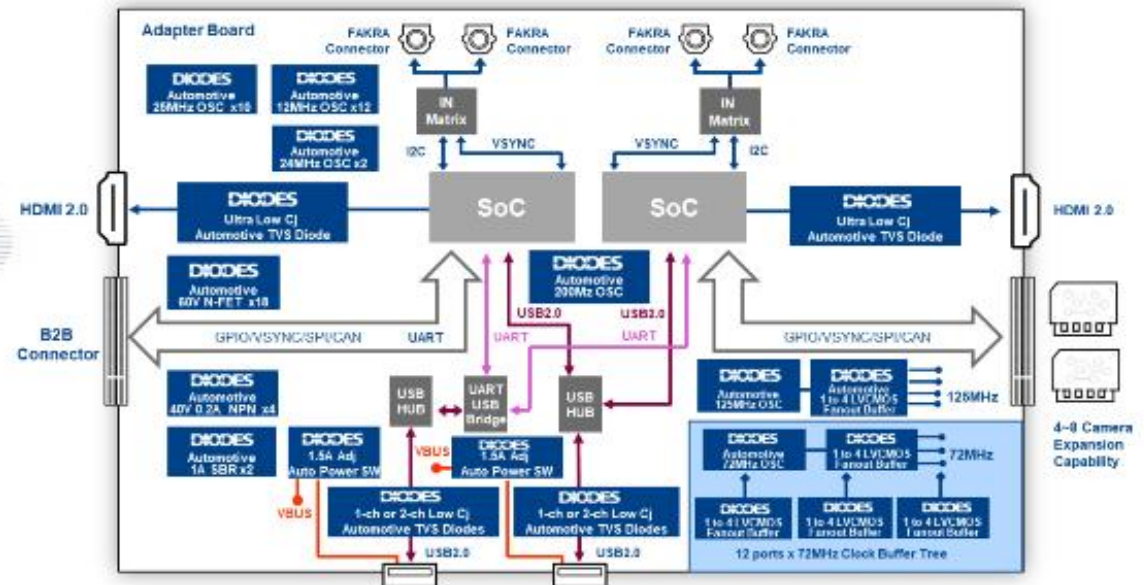 Adapter Board
FAKRA
Connector
FAKRA
Connector
FAKRA
Connector
FAKRA
Connector
DIODES
Automotive
25MHz OSC x10
DIODES
Automotive
12MHz OSC x12
DIODES
Automotive
24MHz OSC x2
IN
Matrix
IN
Matrix
I2C
VSYNC
VSYNC
I2C
HDMI 2.0
DIODES
Ultra Low Cj
Automotive TVS Diode
SoC
SoC
DIODES
Ultra Low Cj
Automotive TVS Diode
HDMI 2.0
DIODES
Automotive
60V N-FET x18
DIODES
Automotive
200Mz OSC
USB2.0
USB2.0
B2B
Connector
GPIO/VSYNC/SPI/CAN
UART
UART
UART
GPIO/VSYNC/SPI/CAN
DIODES
Automotive
40V 0.2A NPN x4
USB
HUB
UART
USB
Bridge
USB
HUB
DIODES
Automotive
125MHz OSC
DIODES
Automotive
1 to 4 LVCMOS
Fanout Buffer
125MHz
4~8 Camera
Expansion
Capability
DIODES
Automotive
1A SBR x2
DIODES
1.5A Adj
Auto Power SW
VBUS
DIODES
1.5A Adj
Auto Power SW
DIODES
Automotive
72MHz OSC
DIODES
1 to 4 LVCMOS
Fanout Buffer
72MHz
VBUS
DIODES
1-ch or 2-ch Low Cj
Automotive TVS Diodes
DIODES
1-ch or 2-ch Low Cj
Automotive TVS Diodes
DIODES
1 to 4 LVCMOS
Fanout Buffer
DIODES
1 to 4 LVCMOS
Fanout Buffer
DIODES
1 to 4 LVCMOS
Fanout Buffer
USB2.0
USB2.0
12 ports x 72MHz Clock Buffer Tree